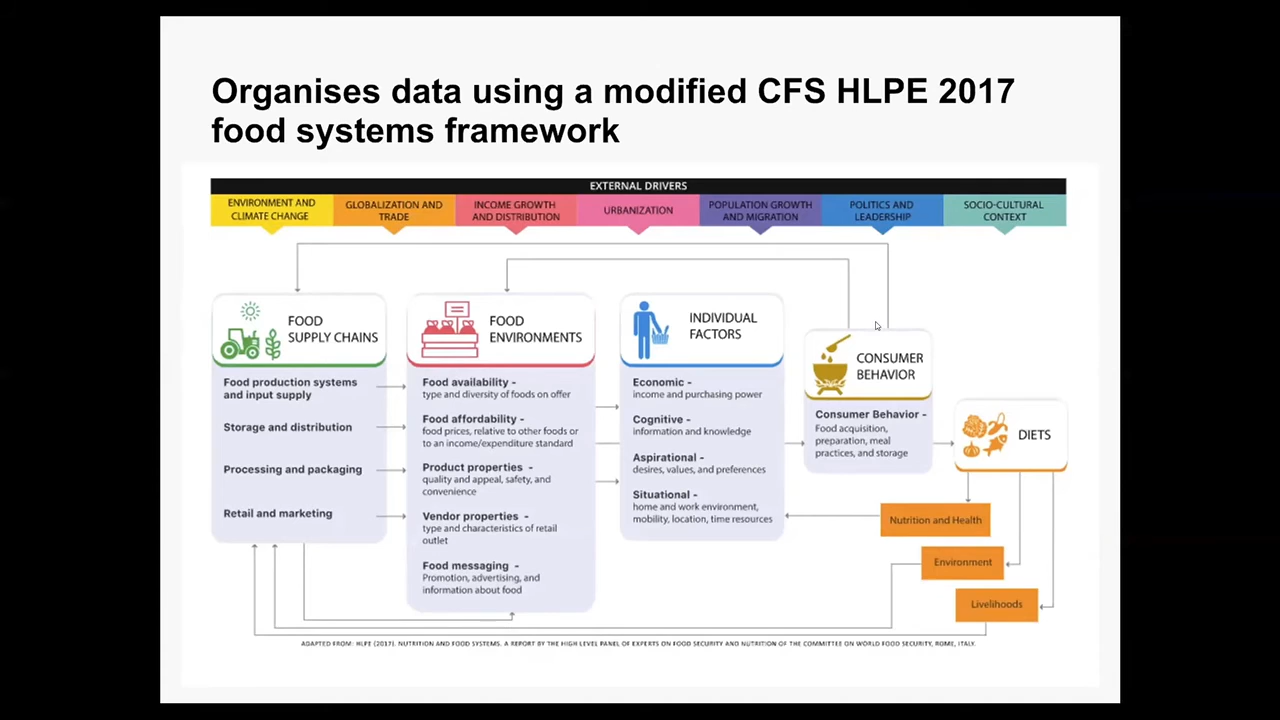 Organises data using a modified CFS HLPE 2017
food systems framework
EXTERNAL DRIVERS
ENVIRONMENT AND
CLIMATE CHANGE
GLOBALIZATION AND
TRADE
INCOME GROWTH
AND DISTRIBUTION
URBANIZATION
POPULATION GROWTH
AND MIGRATION
POLITICS AND
LEADERSHIP
SOCIO-CULTURAL
CONTEXT
FOOD
SUPPLY CHAINS
Food production systems
and input supply
Storage and distribution
Processing and packaging
Retail and marketing
FOOD
ENVIRONMENTS
Food availability -
type and diversity of foods on offer
Food affordability -
food prices, relative to other foods or
to an income/expenditure standard
Product properties -
quality and appeal, safety, and
convenience
Vendor properties -
type and characteristics of retail
outlet
Food messaging -
Promotion, advertising, and
information about food
INDIVIDUAL
FACTORS
Economic -
income and purchasing power
Cognitive -
information and knowledge
Aspirational -
desires, values, and preferences
Situational -
home and work environment,
mobility, location, time resources
CONSUMER
BEHAVIOR
Consumer Behavior -
Food acquisition,
preparation, meal
practices, and storage
DIETS
Nutrition and Health
Environment
Livelihoods
ADAPTED FROM: HLPE (2017). NUTRITION AND FOOD SYSTEMS. A REPORT BY THE HIGH LEVEL PANEL OF EXPERTS ON FOOD SECURITY AND NUTRITION OF THE COMMITTEE ON WORLD FOOD SECURITY, ROME, ITALY.